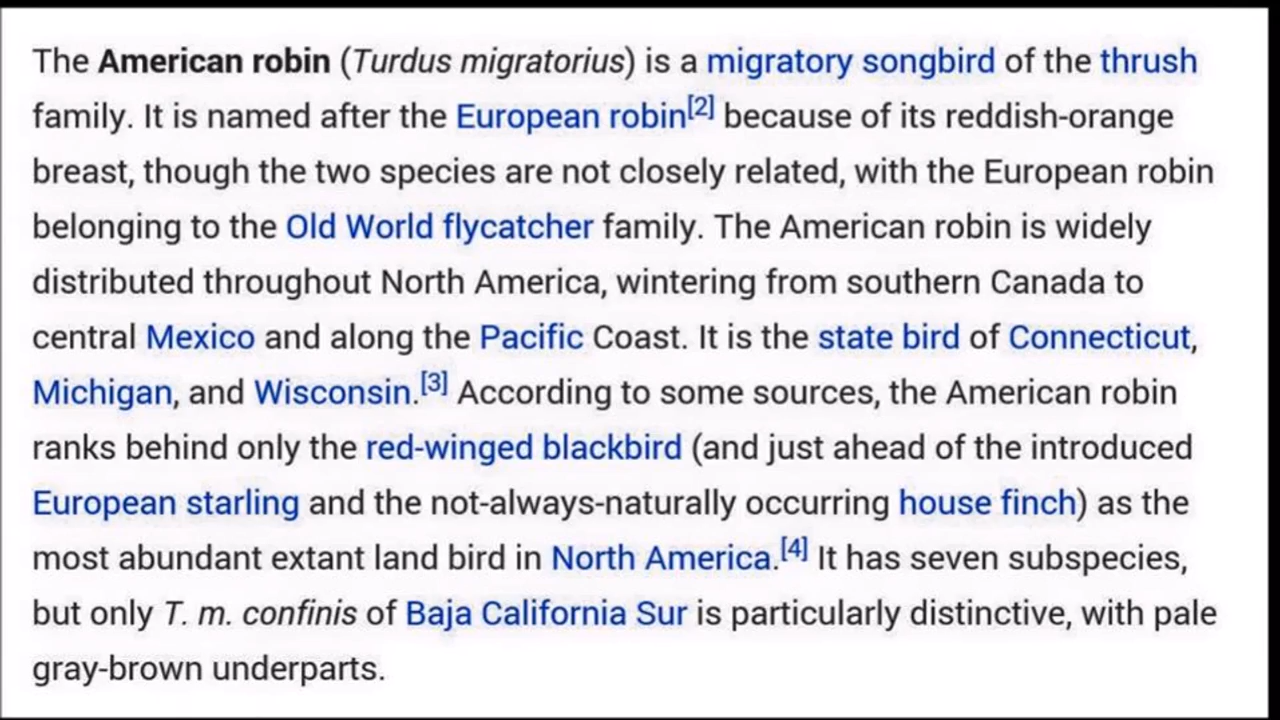 The American robin (Turdus migratorius) is a migratory songbird of the thrush
family. It is named after the European robin[2] because of its reddish-orange
breast, though the two species are not closely related, with the European robin
belonging to the Old World flycatcher family. The American robin is widely
distributed throughout North America, wintering from southern Canada to
central Mexico and along the Pacific Coast. It is the state bird of Connecticut,
Michigan, and Wisconsin.[3] According to some sources, the American robin
ranks behind only the red-winged blackbird (and just ahead of the introduced
European starling and the not-always-naturally occurring house finch) as the
most abundant extant land bird in North America.[4] It has seven subspecies,
but only T. m. confinis of Baja California Sur is particularly distinctive, with pale
gray-brown underparts.